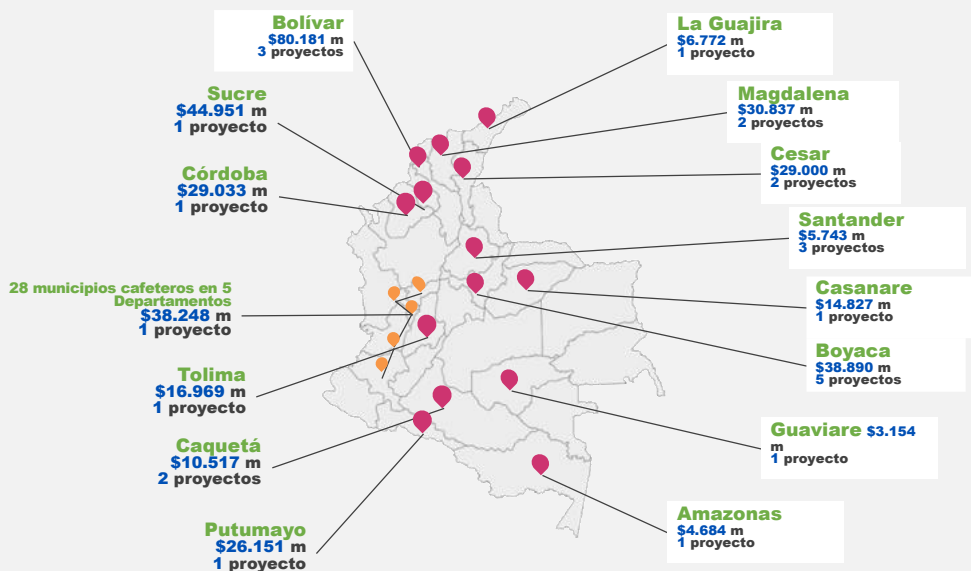 Bolívar
$80.181 m
3 proyectos
Sucre
$44.951 m
1 proyecto
Córdoba
$29.033 m
1 proyecto
28 municipios cafeteros en 5
Departamentos
$38.248 m
1 proyecto
Tolima
$16.969 m
1 proyecto
Caquetá
$10.517 m
2 proyectos
Putumayo
$26.151 m
1 proyecto
La Guajira
$6.772 m
1 proyecto
Magdalena
$30.837 m
2 proyectos
Cesar
$29.000 m
2 proyectos
Santander
$5.743 m
3 proyectos
Casanare
$14.827 m
1 proyecto
Boyaca
$38.890 m
5 proyectos
Guaviare $3.154
m
1 proyecto
Amazonas
$4.684 m
1 proyecto